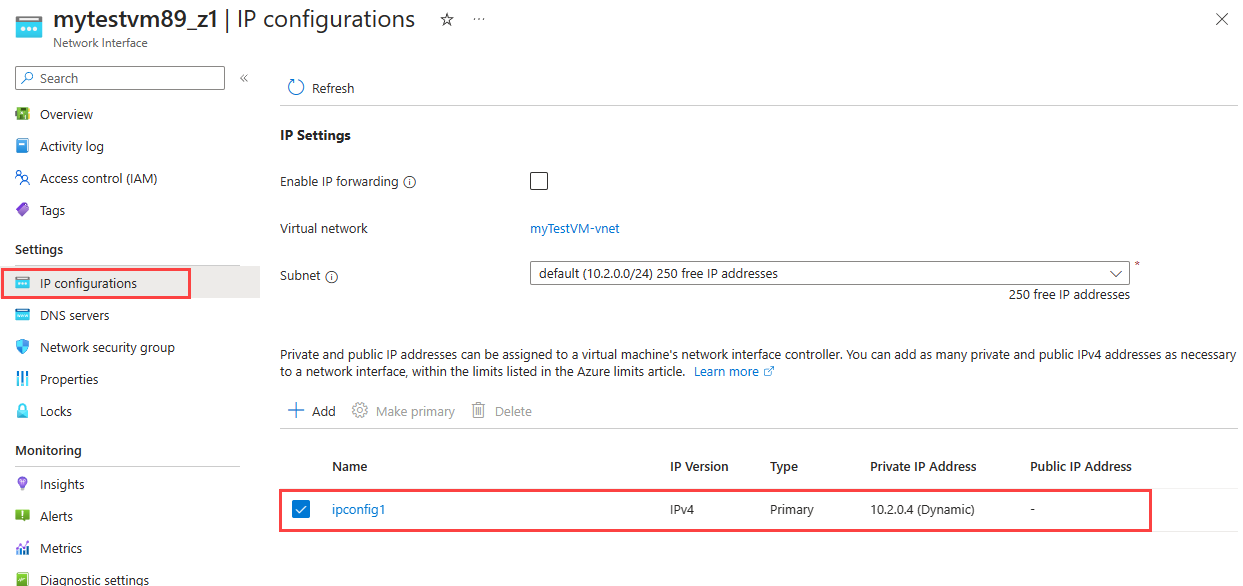 mytestvm89_z1 | IP configurations
Network Interface
Search
Overview
Activity log
Access control (IAM)
Tags
Settings
IP configurations
DNS servers
Network security group
Properties
Locks
Monitoring
Insights
Alerts
Metrics
Diagnostic settings
Refresh
IP Settings
Enable IP forwarding
Virtual network myTestVM-vnet
Subnet default (10.2.0.0/24) 250 free IP addresses *
250 free IP addresses
Private and public IP addresses can be assigned to a virtual machine's network interface controller. You can add as many private and public IPv4 addresses as necessary
to a network interface, within the limits listed in the Azure limits article. Learn more
Add Make primary Delete
Name IP Version Type Private IP Address Public IP Address
ipconfig1 IPv4 Primary 10.2.0.4 (Dynamic) -